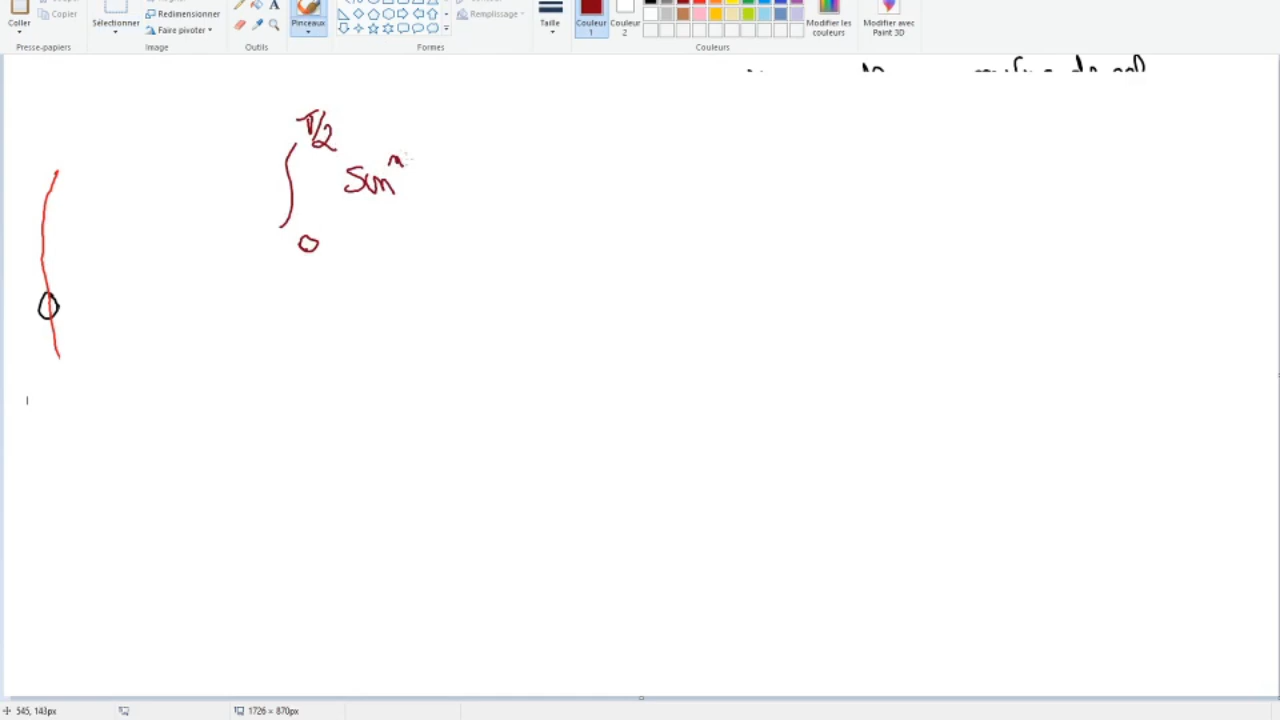 Coller
Sélectionner
Redimensionner
Faire pivoter
Pinceaux
Remplissage
Taille
Couleur 1
Couleur 2
Modifier les couleurs
Modifier avec Paint 3D
Copier
Presse-papiers
Image
Outils
Formes
Couleurs
π/2
∫ sin^n
0
545, 143px
1726 × 870px